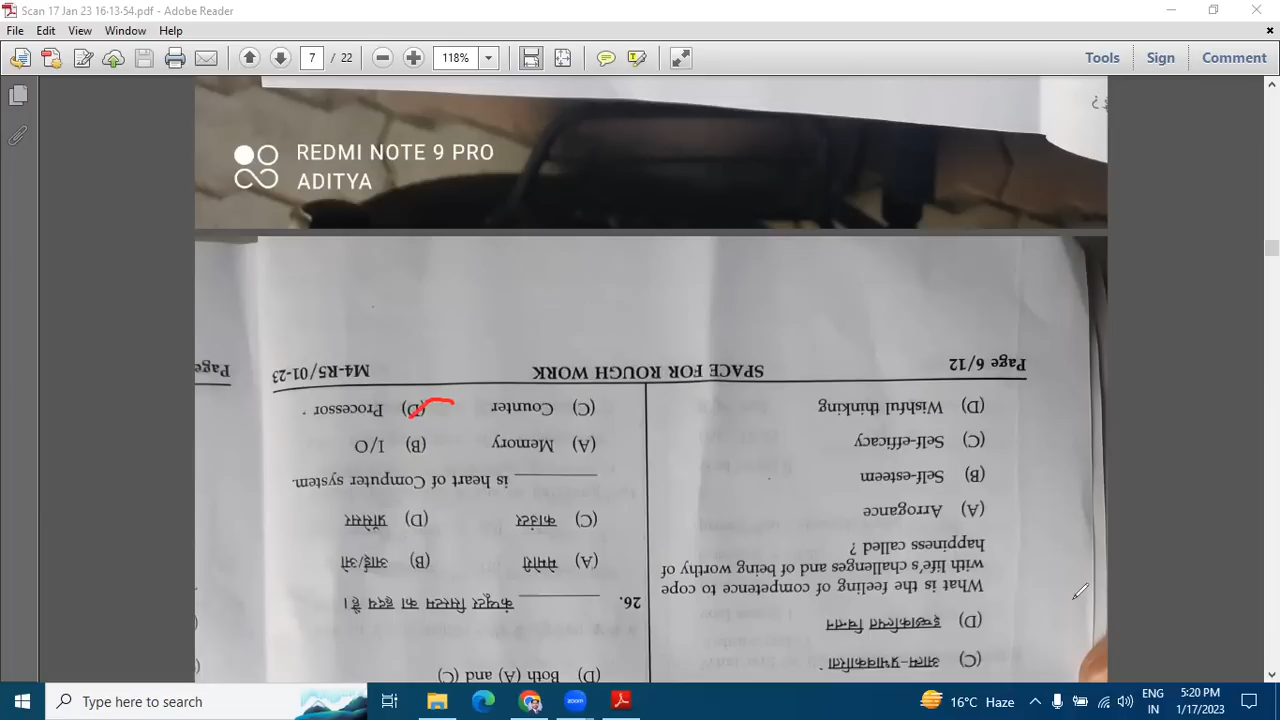 Scan 17 Jan 23 16-13-54.pdf - Adobe Reader
File Edit View Window Help
7 / 22 118% Tools Sign Comment
REDMI NOTE 9 PRO
ADITYA
(C) आत्म-प्रभावकारिता
(D) इच्छाकल्पित चिन्तन
What is the feeling of competence to cope
with life's challenges and of being worthy of
happiness called ?
(A) Arrogance
(B) Self-esteem
(C) Self-efficacy
(D) Wishful thinking
(D) Both (A) and (C)
26. ________ कंप्यूटर सिस्टम का हृदय है।
(A) मेमोरी (B) आई/ओ
(C) काउंटर (D) प्रॉसेसर
________ is heart of Computer system.
(A) Memory (B) I/O
(C) Counter (D) Processor
Page 6/12 SPACE FOR ROUGH WORK M4-R5/01-23
Page
Type here to search
16°C Haze ENG 5:20 PM
IN 1/17/2023